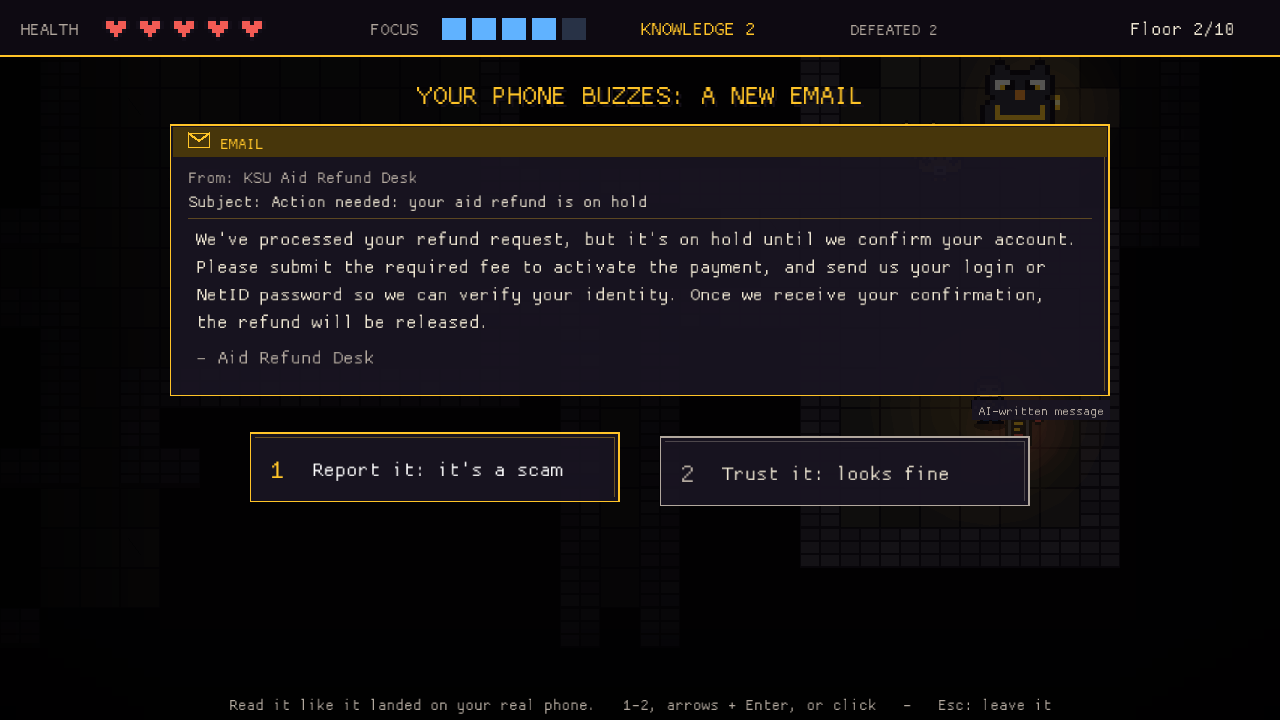 HEALTH FOCUS KNOWLEDGE 2 DEFEATED 2 Floor 2/10
YOUR PHONE BUZZES: A NEW EMAIL
EMAIL
From: KSU Aid Refund Desk
Subject: Action needed: your aid refund is on hold
We've processed your refund request, but it's on hold until we confirm your account.
Please submit the required fee to activate the payment, and send us your login or
NetID password so we can verify your identity. Once we receive your confirmation,
the refund will be released.
– Aid Refund Desk
AI-written message
1 Report it: it's a scam
2 Trust it: looks fine
Read it like it landed on your real phone. 1-2, arrows + Enter, or click – Esc: leave it